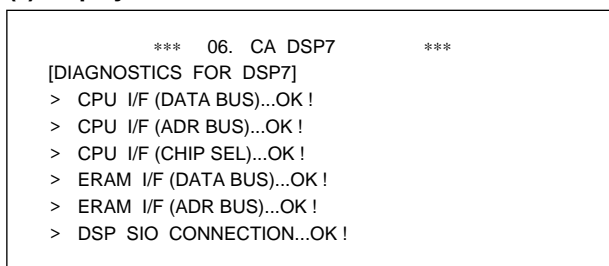 *** 06. CA DSP7 ***
[DIAGNOSTICS FOR DSP7]
> CPU I/F (DATA BUS)...OK !
> CPU I/F (ADR BUS)...OK !
> CPU I/F (CHIP SEL)...OK !
> ERAM I/F (DATA BUS)...OK !
> ERAM I/F (ADR BUS)...OK !
> DSP SIO CONNECTION...OK !